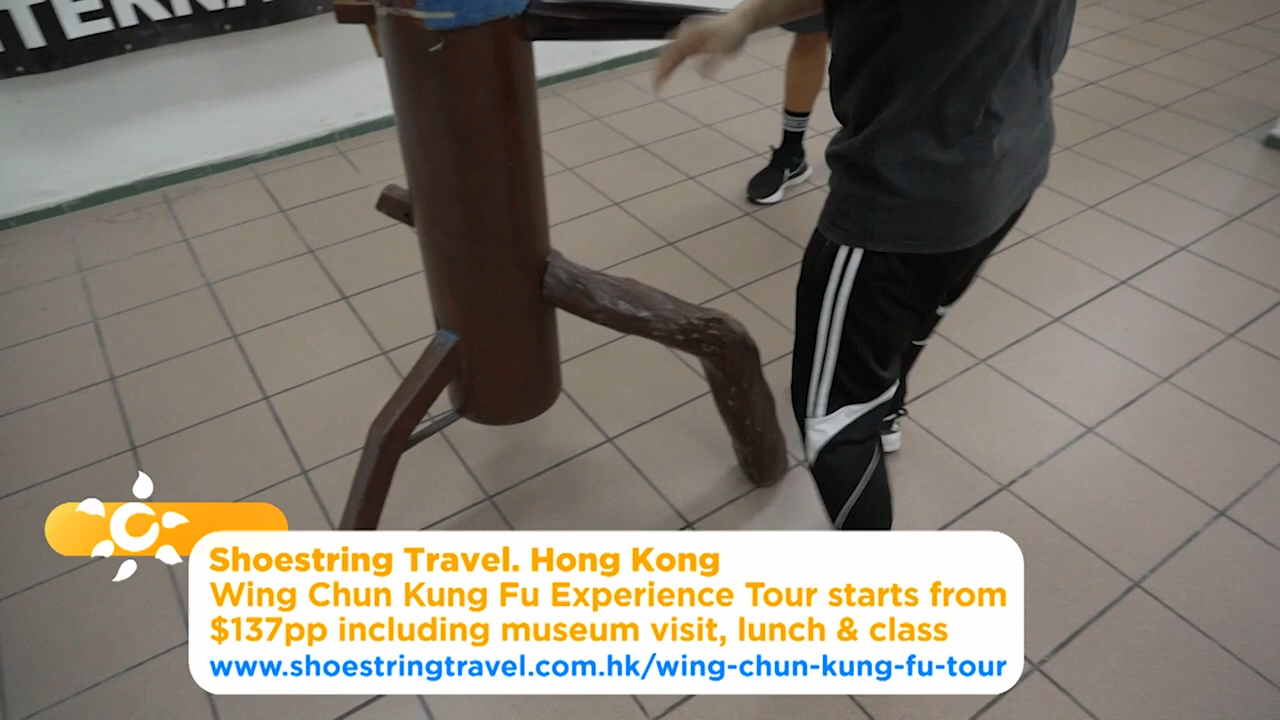 TERNA
Shoestring Travel. Hong Kong
Wing Chun Kung Fu Experience Tour starts from
$137pp including museum visit, lunch & class
www.shoestringtravel.com.hk/wing-chun-kung-fu-tour